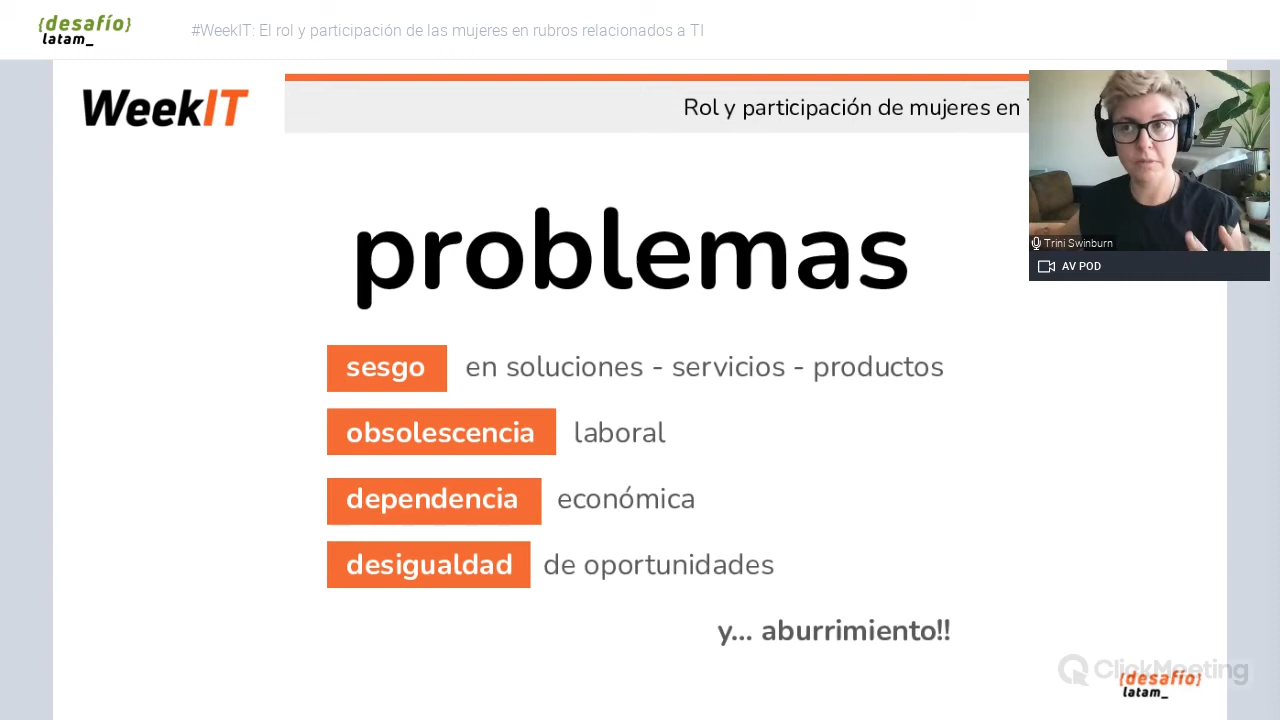 {desafío}
latam_
#WeekIT: El rol y participación de las mujeres en rubros relacionados a TI
WeekIT
Rol y participación de mujeres en
Trini Swinburn
AV POD
problemas
sesgo en soluciones - servicios - productos
obsolescencia laboral
dependencia económica
desigualdad de oportunidades
y... aburrimiento!!
ClickMeeting
{desafío}
latam_